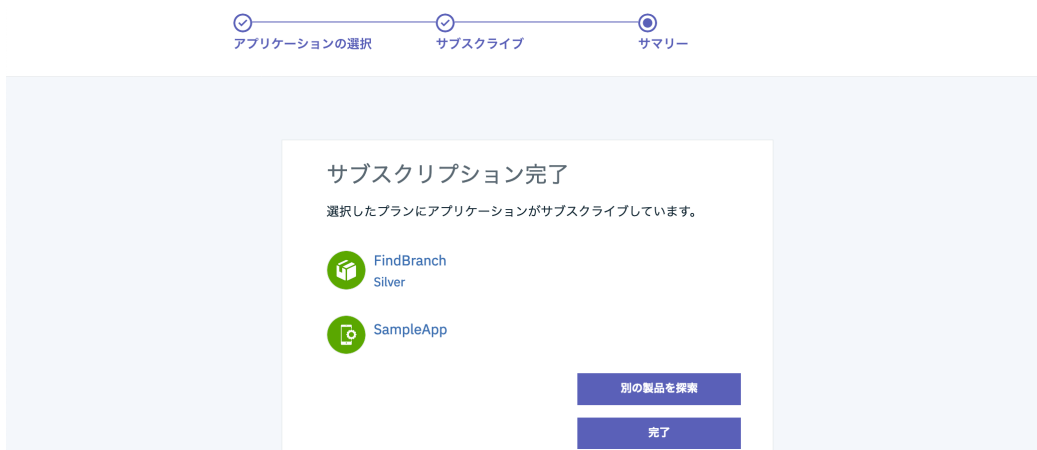 アプリケーションの選択
サブスクライブ
サマリー
サブスクリプション完了
選択したプランにアプリケーションがサブスクライブしています。
FindBranch
Silver
SampleApp
別の製品を探索
完了